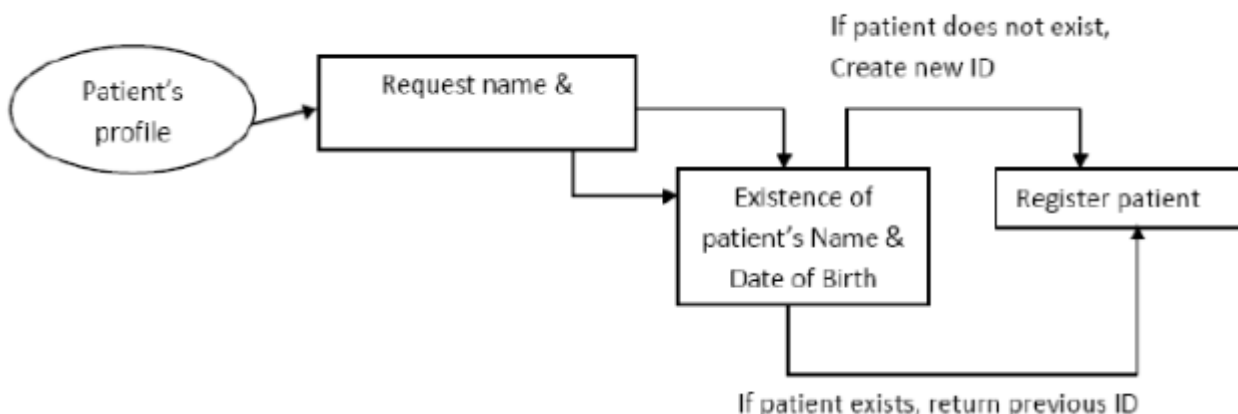 If patient does not exist,
Create new ID
Patient's
profile
Request name &
Existence of
patient's Name &
Date of Birth
Register patient
If patient exists, return previous ID